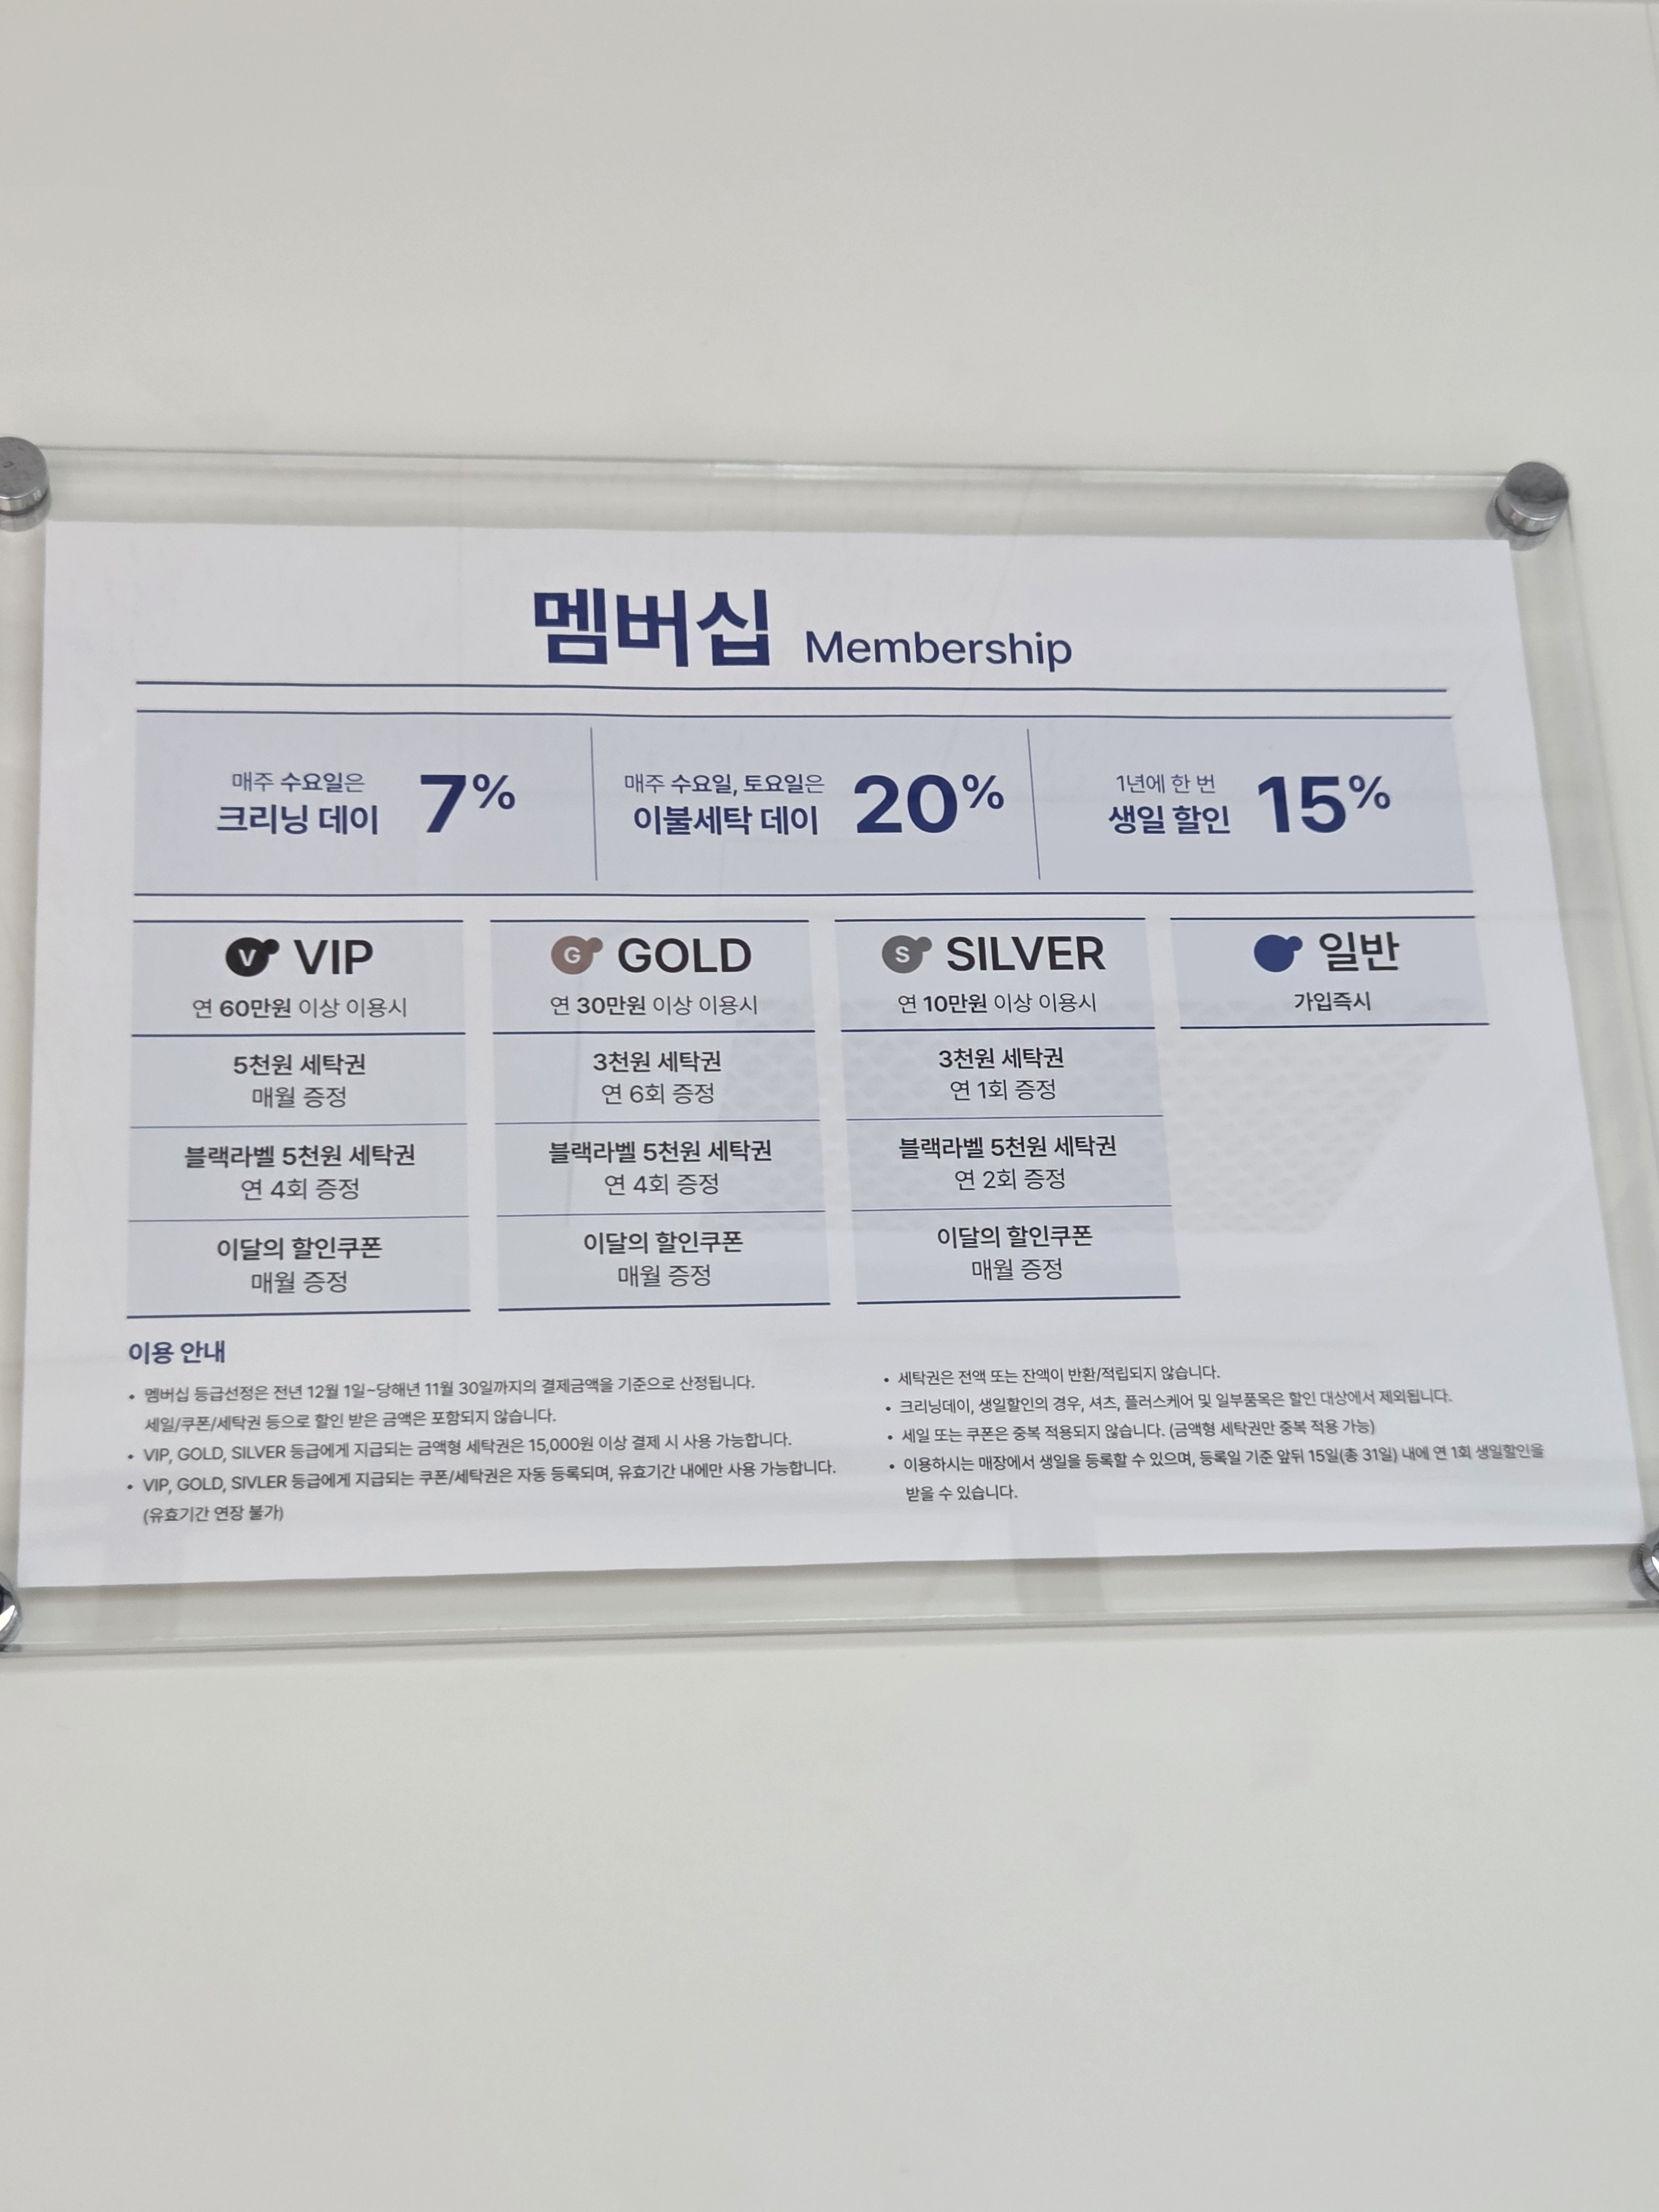 멤버십 Membership
매주 수요일은
크리닝 데이 7%
매주 수요일, 토요일은
이불세탁 데이 20%
1년에 한 번
생일 할인 15%
V VIP
연 60만원 이상 이용시
5천원 세탁권
매월 증정
블랙라벨 5천원 세탁권
연 4회 증정
이달의 할인쿠폰
매월 증정
G GOLD
연 30만원 이상 이용시
3천원 세탁권
연 6회 증정
블랙라벨 5천원 세탁권
연 4회 증정
이달의 할인쿠폰
매월 증정
S SILVER
연 10만원 이상 이용시
3천원 세탁권
연 1회 증정
블랙라벨 5천원 세탁권
연 2회 증정
이달의 할인쿠폰
매월 증정
일반
가입즉시
이용 안내
• 멤버십 등급선정은 전년 12월 1일~당해년 11월 30일까지의 결제금액을 기준으로 산정됩니다.
세일/쿠폰/세탁권 등으로 할인 받은 금액은 포함되지 않습니다.
• VIP, GOLD, SILVER 등급에게 지급되는 금액형 세탁권은 15,000원 이상 결제 시 사용 가능합니다.
• VIP, GOLD, SIVLER 등급에게 지급되는 쿠폰/세탁권은 자동 등록되며, 유효기간 내에만 사용 가능합니다.
(유효기간 연장 불가)
• 세탁권은 전액 또는 잔액이 반환/적립되지 않습니다.
• 크리닝데이, 생일할인의 경우, 셔츠, 플러스케어 및 일부품목은 할인 대상에서 제외됩니다.
• 세일 또는 쿠폰은 중복 적용되지 않습니다. (금액형 세탁권만 중복 적용 가능)
• 이용하시는 매장에서 생일을 등록할 수 있으며, 등록일 기준 앞뒤 15일(총 31일) 내에 연 1회 생일할인을
받을 수 있습니다.